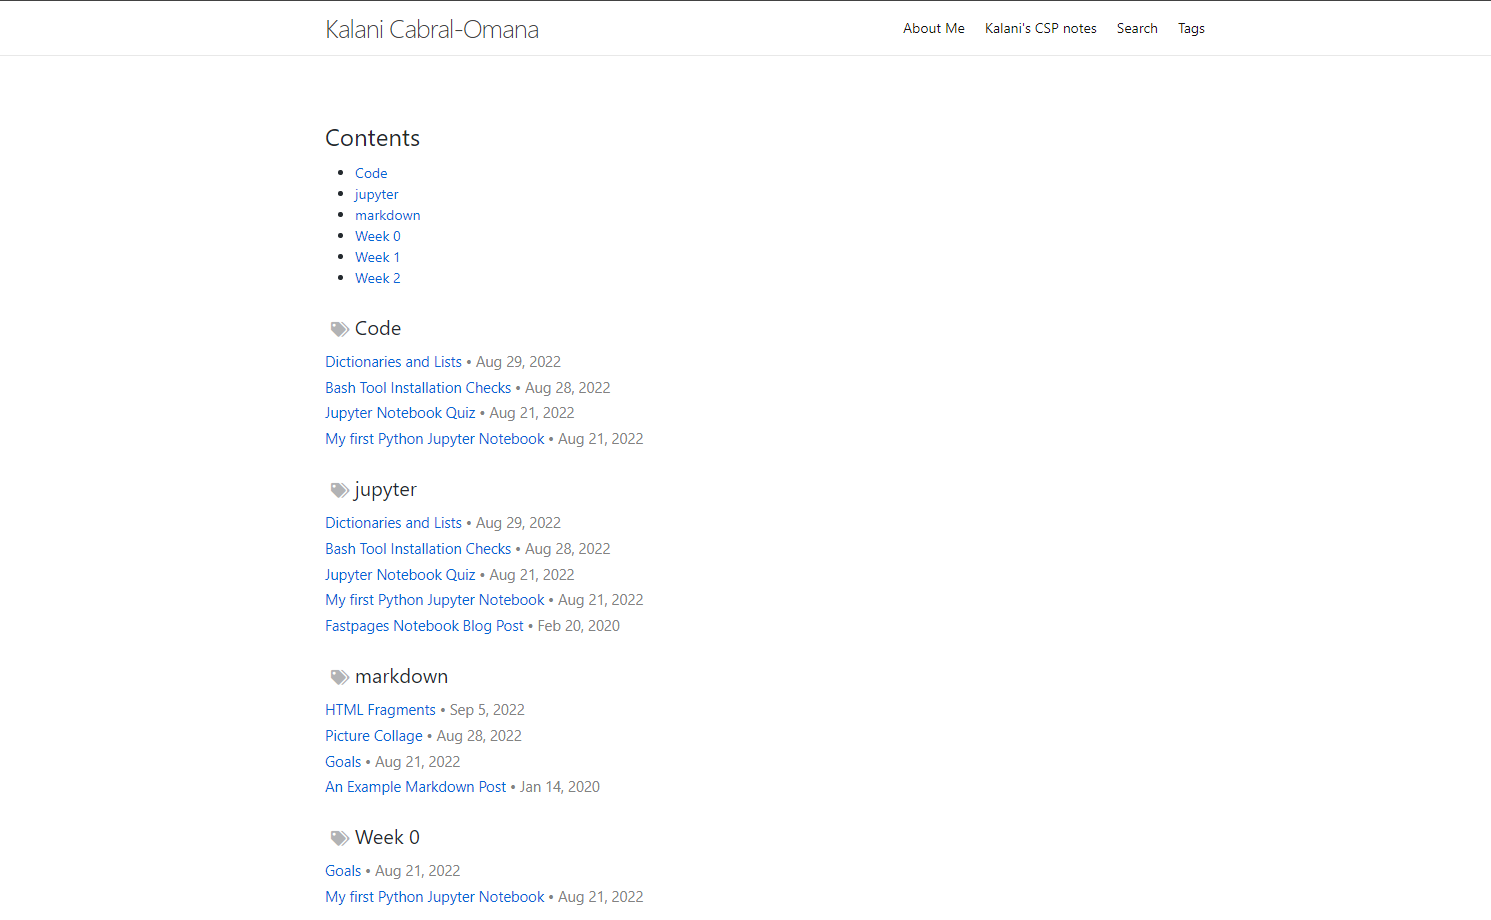 Kalani Cabral-Omana
About Me Kalani's CSP notes Search Tags
Contents
Code
jupyter
markdown
Week 0
Week 1
Week 2
Code
Dictionaries and Lists • Aug 29, 2022
Bash Tool Installation Checks • Aug 28, 2022
Jupyter Notebook Quiz • Aug 21, 2022
My first Python Jupyter Notebook • Aug 21, 2022
jupyter
Dictionaries and Lists • Aug 29, 2022
Bash Tool Installation Checks • Aug 28, 2022
Jupyter Notebook Quiz • Aug 21, 2022
My first Python Jupyter Notebook • Aug 21, 2022
Fastpages Notebook Blog Post • Feb 20, 2020
markdown
HTML Fragments • Sep 5, 2022
Picture Collage • Aug 28, 2022
Goals • Aug 21, 2022
An Example Markdown Post • Jan 14, 2020
Week 0
Goals • Aug 21, 2022
My first Python Jupyter Notebook • Aug 21, 2022